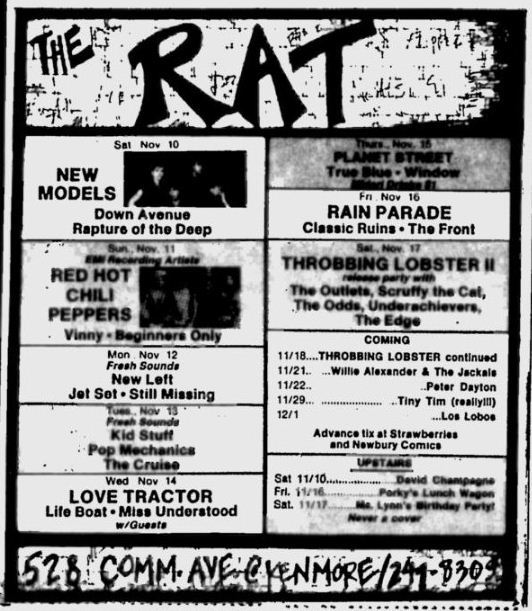 THE RAT
Sat Nov 10
NEW
MODELS
Down Avenue
Rapture of the Deep
Sun., Nov. 11
EMI Recording Artists
RED HOT
CHILI
PEPPERS
Vinny • Beginners Only
Mon . Nov 12
Fresh Sounds
New Left
Jet Set • Still Missing
Tues., Nov 13
Fresh Sounds
Kid Stuff
Pop Mechanics
The Cruise
Wed Nov 14
LOVE TRACTOR
Life Boat • Miss Understood
w/Guests
Thurs., Nov. 15
PLANET STREET
True Blue • Window
Drinks $1
Fri . Nov 16
RAIN PARADE
Classic Ruins • The Front
Sat., Nov. 17
THROBBING LOBSTER II
release party with
The Outlets, Scruffy the Cat,
The Odds, Underachievers,
The Edge
COMING
11/18....THROBBING LOBSTER continued
11/21.. ...Willie Alexander & The Jackals
11/22.. ..Peter Dayton
11/29... ...............Tiny Tim (really!!!)
12/1 ...Los Lobos
Advance tix at Strawberries
and Newbury Comics
UPSTAIRS
Sat 11/10................David Champagne
Fri. 11/16............Porky's Lunch Wagon
Sat. 11/17......Ms. Lynn's Birthday Party!
Never a cover
528 COMM. AVE @ KENMORE/247-8309